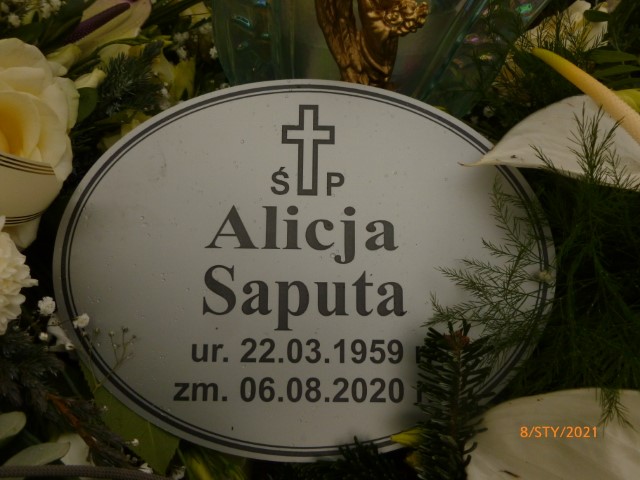 Ś P
Alicja
Saputa
ur. 22.03.1959
zm. 06.08.2020
8/STY/2021